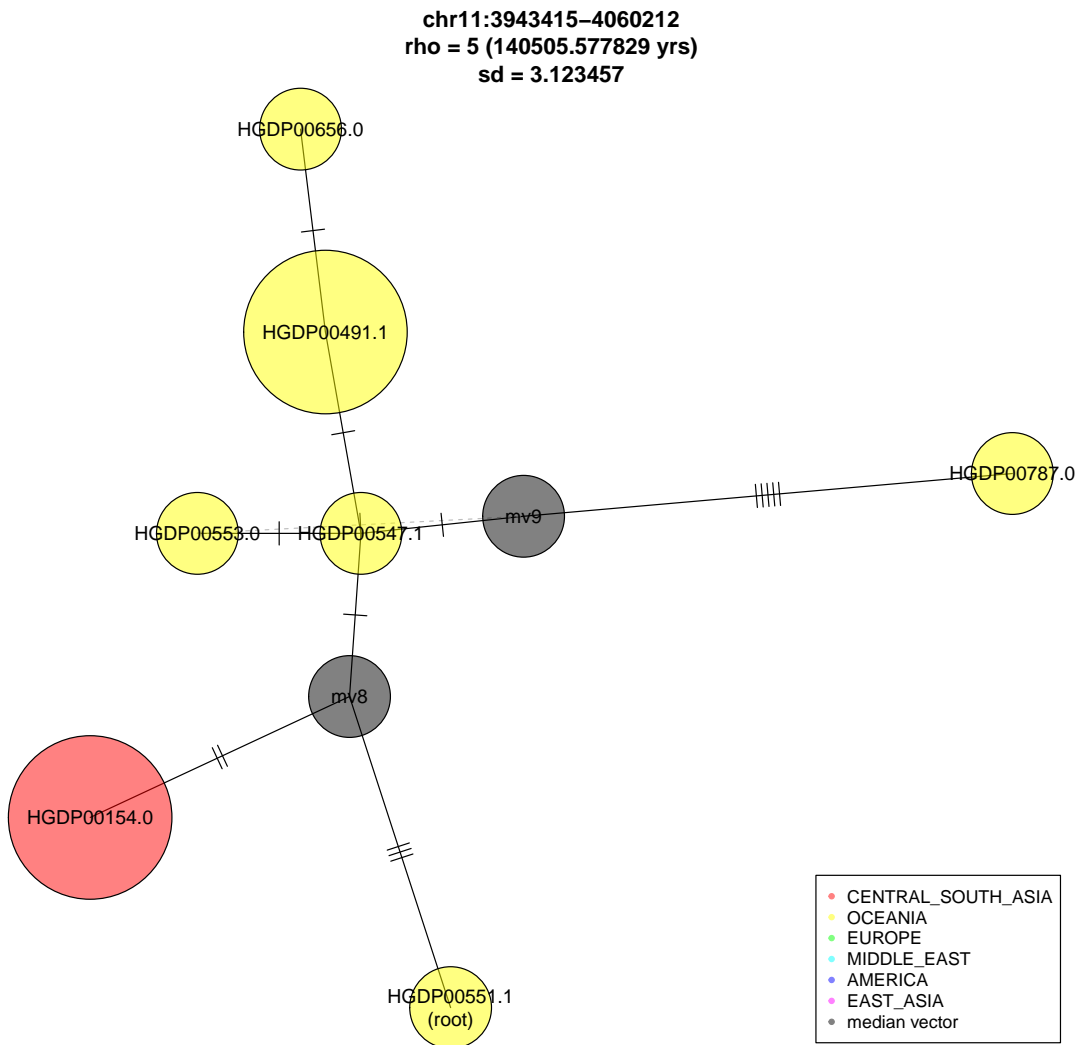 chr11:3943415−4060212
rho = 5 (140505.577829 yrs)
sd = 3.123457
HGDP00656.0
HGDP00491.1
HGDP00787.0
mv9
HGDP00553.0
HGDP00547.1
mv8
HGDP00154.0
HGDP00551.1
(root)
CENTRAL_SOUTH_ASIA
OCEANIA
EUROPE
MIDDLE_EAST
AMERICA
EAST_ASIA
median vector